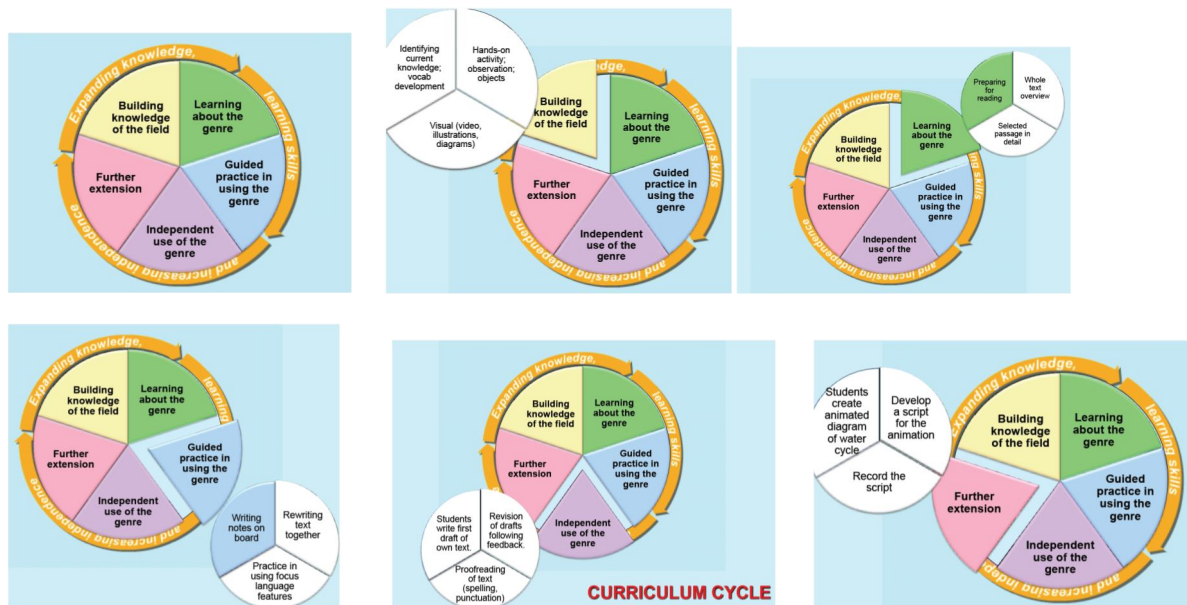 Expanding knowledge,
learning skills
and increasing independence
Building
knowledge
of the field
Learning
about the
genre
Further
extension
Guided
practice in
using the
genre
Independent
use of the
genre
Identifying
current
knowledge;
vocab
development
Hands-on
activity;
observation;
objects
Visual (video,
illustrations,
diagrams)
knowledge,
learning skills
and increasing independence
Building
knowledge
of the field
Learning
about the
genre
Further
extension
Guided
practice in
using the
genre
Independent
use of the
genre
Preparing
for
reading
Whole
text
overview
Selected
passage in
detail
Expanding knowledge,
ning skills
and increasing independence
Building
knowledge
of the field
Learning
about the
genre
Further
extension
Guided
practice in
using the
genre
Independent
use of the
genre
Expanding knowledge,
learning
and increasing independence
Building
knowledge
of the field
Learning
about the
genre
Further
extension
Guided
practice in
using the
genre
Independent
use of the
genre
Writing
notes on
board
Rewriting
text
together
Practice in
using focus
language
features
Expanding knowledge,
learning skills
Building
knowledge
of the field
Learning
about the
genre
Further
extension
Guided
practice in
using the
genre
Independent
use of the
genre
Students
write first
draft of
own text.
Revision
of drafts
following
feedback.
Proofreading
of text
(spelling,
punctuation)
CURRICULUM CYCLE
Students
create
animated
diagram
of water
cycle
Develop
a script
for the
animation
Record the
script
Expanding knowledge,
learning skills
and increasing
Building
knowledge
of the field
Learning
about the
genre
Further
extension
Guided
practice in
using the
genre
Independent
use of the
genre